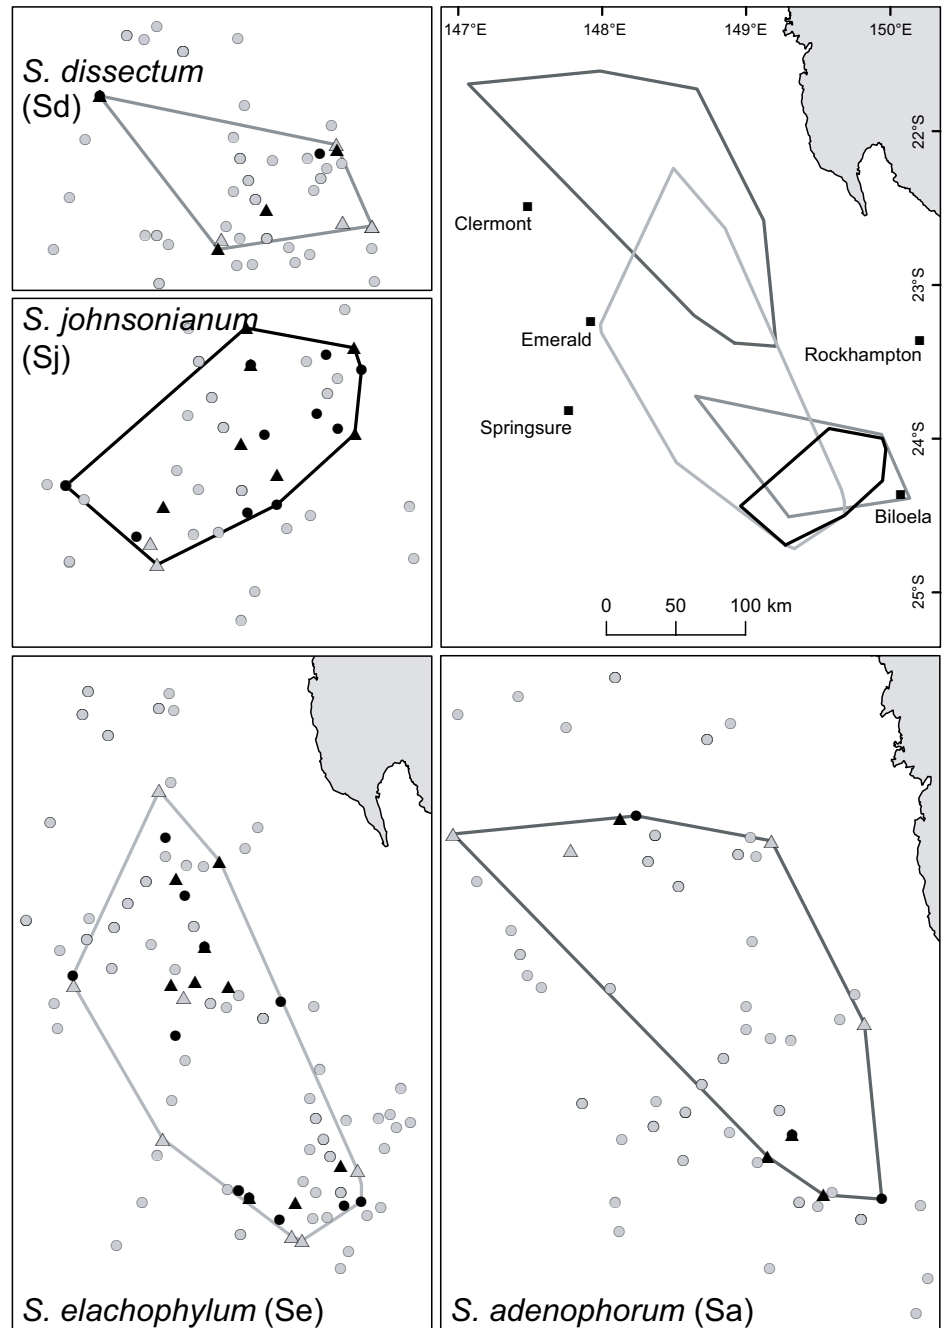 S. dissectum
(Sd)
147°E 148°E 149°E 150°E
22°S
Clermont
23°S
Emerald
Rockhampton
Springsure
24°S
Biloela
25°S
0 50 100 km
S. johnsonianum
(Sj)
S. elachophylum (Se)
S. adenophorum (Sa)